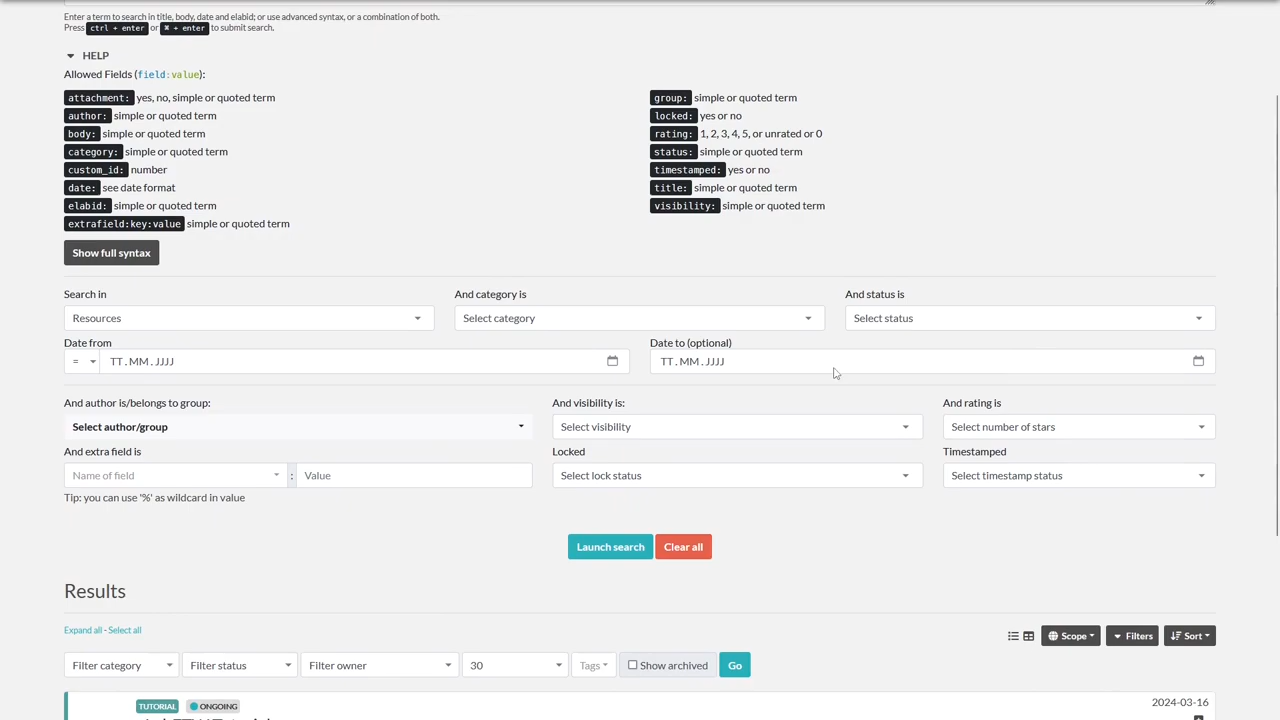 Enter a term to search in title, body, date and elabid; or use advanced syntax, or a combination of both.
Press ctrl + enter or ⌘ + enter to submit search.
HELP
Allowed Fields (field:value):
attachment: yes, no, simple or quoted term
author: simple or quoted term
body: simple or quoted term
category: simple or quoted term
custom_id: number
date: see date format
elabid: simple or quoted term
extrafield:key:value simple or quoted term
group: simple or quoted term
locked: yes or no
rating: 1, 2, 3, 4, 5, or unrated or 0
status: simple or quoted term
timestamped: yes or no
title: simple or quoted term
visibility: simple or quoted term
Show full syntax
Search in And category is And status is
Resources Select category Select status
Date from Date to (optional)
= TT.MM.JJJJ TT.MM.JJJJ
And author is/belongs to group: And visibility is: And rating is
Select author/group Select visibility Select number of stars
And extra field is Locked Timestamped
Name of field : Value Select lock status Select timestamp status
Tip: you can use '%' as wildcard in value
Launch search Clear all
Results
Expand all - Select all
Scope Filters Sort
Filter category Filter status Filter owner 30 Tags Show archived Go
TUTORIAL ONGOING 2024-03-16